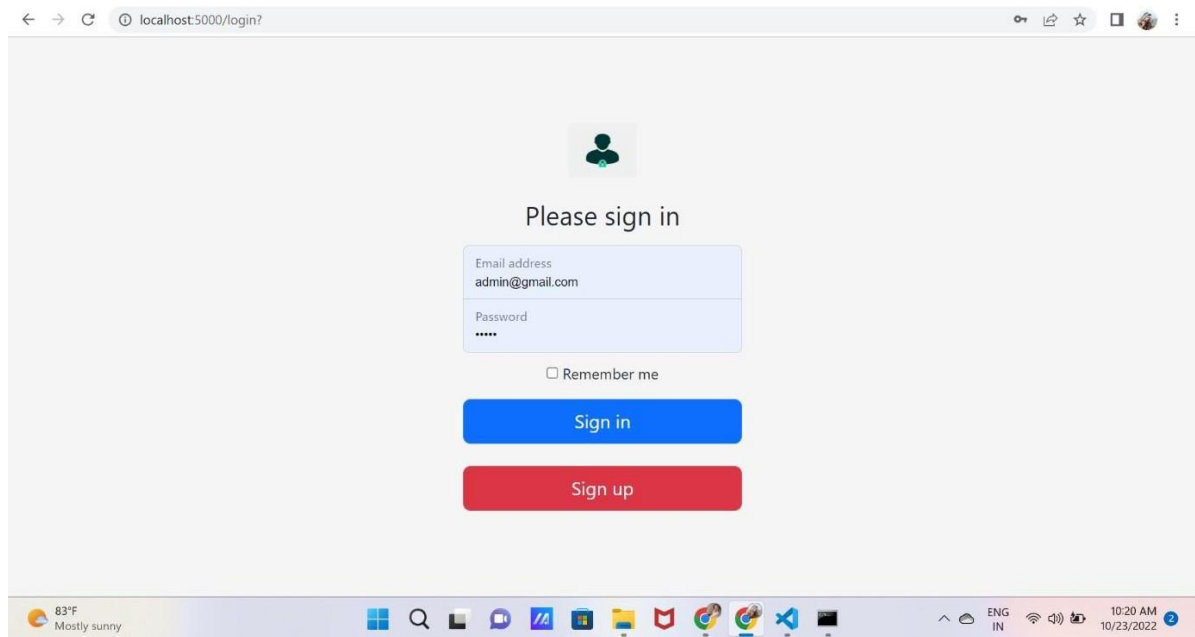 localhost:5000/login?
Please sign in
Email address
admin@gmail.com
Password
•••••
Remember me
Sign in
Sign up
83°F
Mostly sunny
ENG
IN
10:20 AM
10/23/2022
2